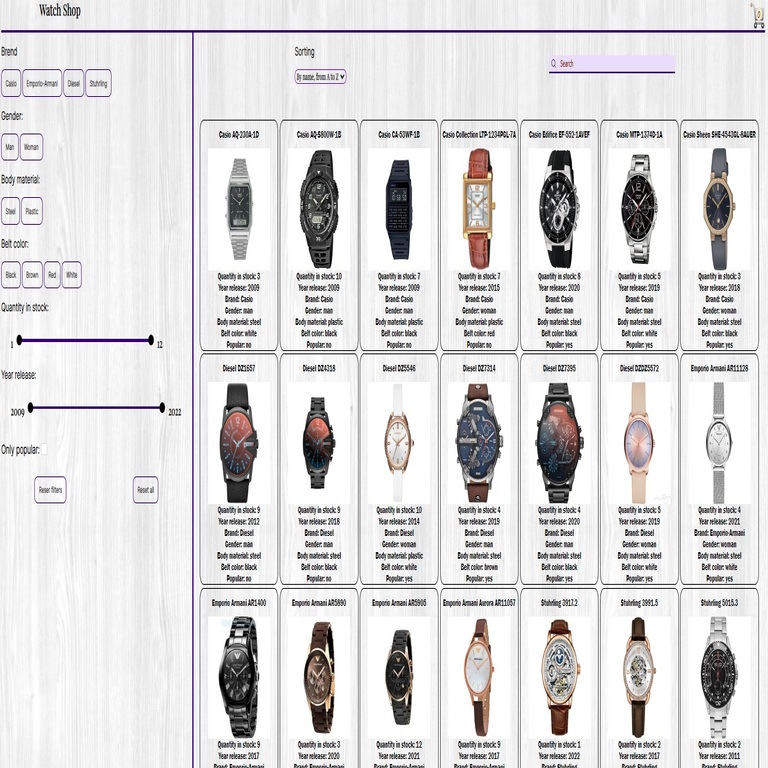 Watch Shop
Brend
Casio
Emporio-Armani
Diesel
Stuhrling
Gender:
Man
Woman
Body material:
Steel
Plastic
Belt color:
Black
Brown
Red
White
Quantity in stock:
1
12
Year release:
2009
2022
Only popular:
Reset filters
Reset all
Sorting
By name, from A to Z
Search
Casio AQ-230A-1D
Quantity in stock: 3
Year release: 2009
Brand: Casio
Gender: man
Body material: steel
Belt color: white
Popular: no
Casio AQ-S800W-1B
Quantity in stock: 10
Year release: 2009
Brand: Casio
Gender: man
Body material: plastic
Belt color: black
Popular: no
Casio CA-53WF-1B
Quantity in stock: 7
Year release: 2009
Brand: Casio
Gender: man
Body material: plastic
Belt color: black
Popular: no
Casio Collection LTP-1234PGL-7A
Quantity in stock: 7
Year release: 2015
Brand: Casio
Gender: woman
Body material: plastic
Belt color: red
Popular: no
Casio Edifice EF-552-1AVEF
Quantity in stock: 8
Year release: 2020
Brand: Casio
Gender: man
Body material: steel
Belt color: black
Popular: yes
Casio MTP-1374D-1A
Quantity in stock: 5
Year release: 2019
Brand: Casio
Gender: man
Body material: steel
Belt color: white
Popular: yes
Casio Sheen SHE-4543GL-8AUER
Quantity in stock: 3
Year release: 2018
Brand: Casio
Gender: woman
Body material: steel
Belt color: black
Popular: yes
Diesel DZ1657
Quantity in stock: 9
Year release: 2012
Brand: Diesel
Gender: man
Body material: steel
Belt color: black
Popular: no
Diesel DZ4318
Quantity in stock: 9
Year release: 2018
Brand: Diesel
Gender: man
Body material: steel
Belt color: black
Popular: no
Diesel DZ5546
Quantity in stock: 10
Year release: 2014
Brand: Diesel
Gender: woman
Body material: plastic
Belt color: white
Popular: yes
Diesel DZ7314
Quantity in stock: 4
Year release: 2019
Brand: Diesel
Gender: man
Body material: steel
Belt color: brown
Popular: yes
Diesel DZ7395
Quantity in stock: 4
Year release: 2020
Brand: Diesel
Gender: man
Body material: steel
Belt color: black
Popular: yes
Diesel DZDZ5572
Quantity in stock: 5
Year release: 2019
Brand: Diesel
Gender: woman
Body material: steel
Belt color: white
Popular: yes
Emporio Armani AR11128
Quantity in stock: 4
Year release: 2021
Brand: Emporio-Armani
Gender: woman
Body material: steel
Belt color: white
Popular: yes
Emporio Armani AR1400
Quantity in stock: 9
Year release: 2017
Brand: Emporio-Armani
Emporio Armani AR5890
Quantity in stock: 3
Year release: 2020
Brand: Emporio-Armani
Emporio Armani AR5905
Quantity in stock: 12
Year release: 2021
Brand: Emporio-Armani
Emporio Armani Aurora AR11057
Quantity in stock: 9
Year release: 2017
Brand: Emporio-Armani
Stuhrling 3917.2
Quantity in stock: 1
Year release: 2022
Brand: Stuhrling
Stuhrling 3991.5
Quantity in stock: 2
Year release: 2017
Brand: Stuhrling
Stuhrling 5015.3
Quantity in stock: 2
Year release: 2011
Brand: Stuhrling